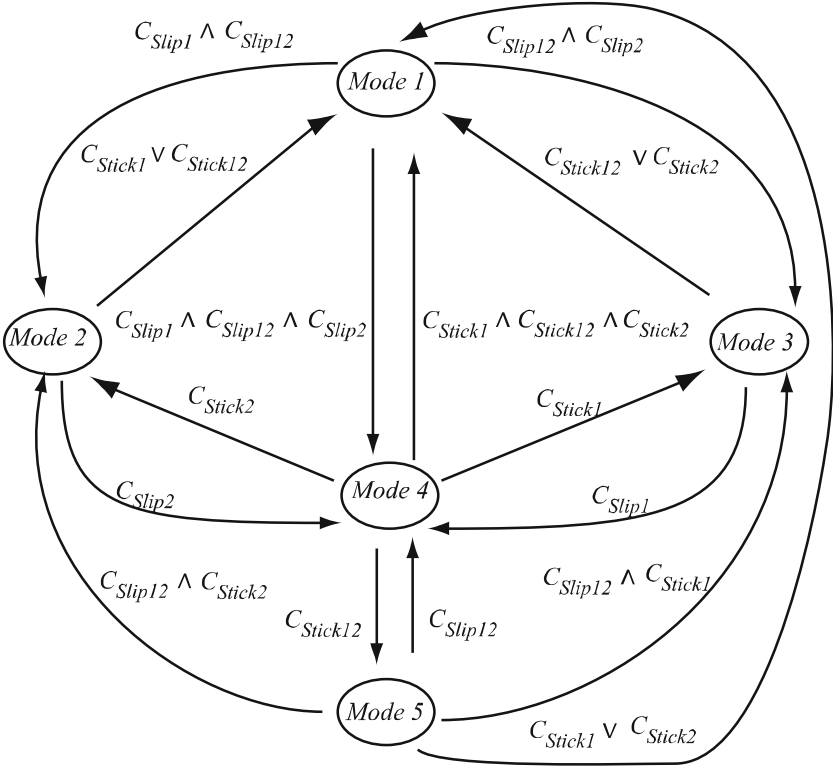 C_Slip1 ∧ C_Slip12
C_Slip12 ∧ C_Slip2
Mode 1
C_Stick1 ∨ C_Stick12
C_Stick12 ∨ C_Stick2
C_Slip1 ∧ C_Slip12 ∧ C_Slip2
C_Stick1 ∧ C_Stick12 ∧ C_Stick2
Mode 2
Mode 3
C_Stick2
C_Stick1
Mode 4
C_Slip2
C_Slip1
C_Slip12 ∧ C_Stick2
C_Slip12 ∧ C_Stick1
C_Stick12
C_Slip12
Mode 5
C_Stick1 ∨ C_Stick2